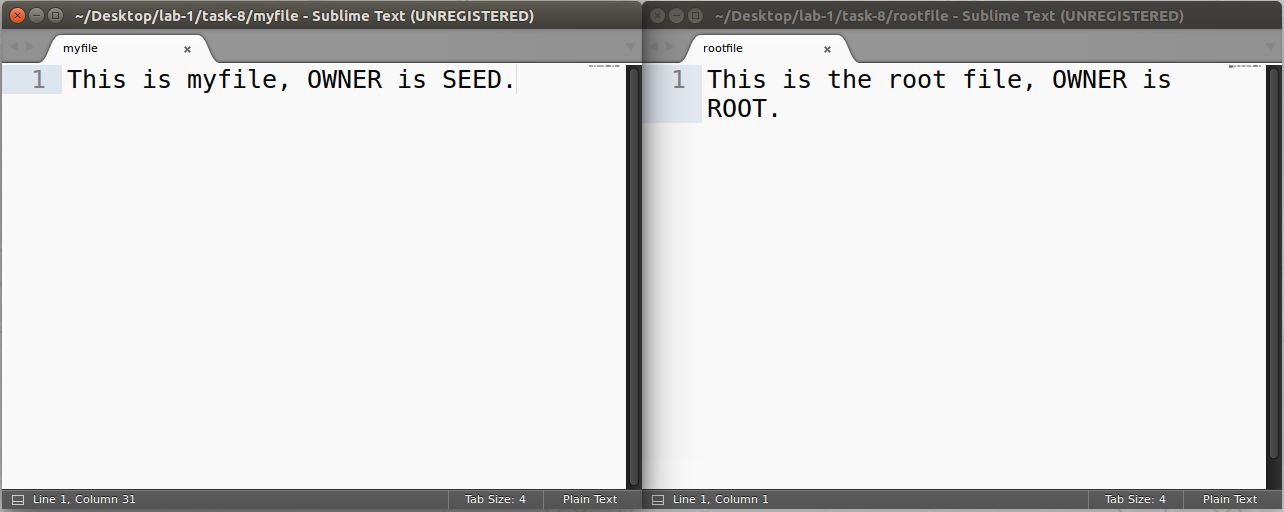 ~/Desktop/lab-1/task-8/myfile - Sublime Text (UNREGISTERED)
myfile ×
1 This is myfile, OWNER is SEED.
Line 1, Column 31 Tab Size: 4 Plain Text
~/Desktop/lab-1/task-8/rootfile - Sublime Text (UNREGISTERED)
rootfile ×
1 This is the root file, OWNER is
ROOT.
Line 1, Column 1 Tab Size: 4 Plain Text